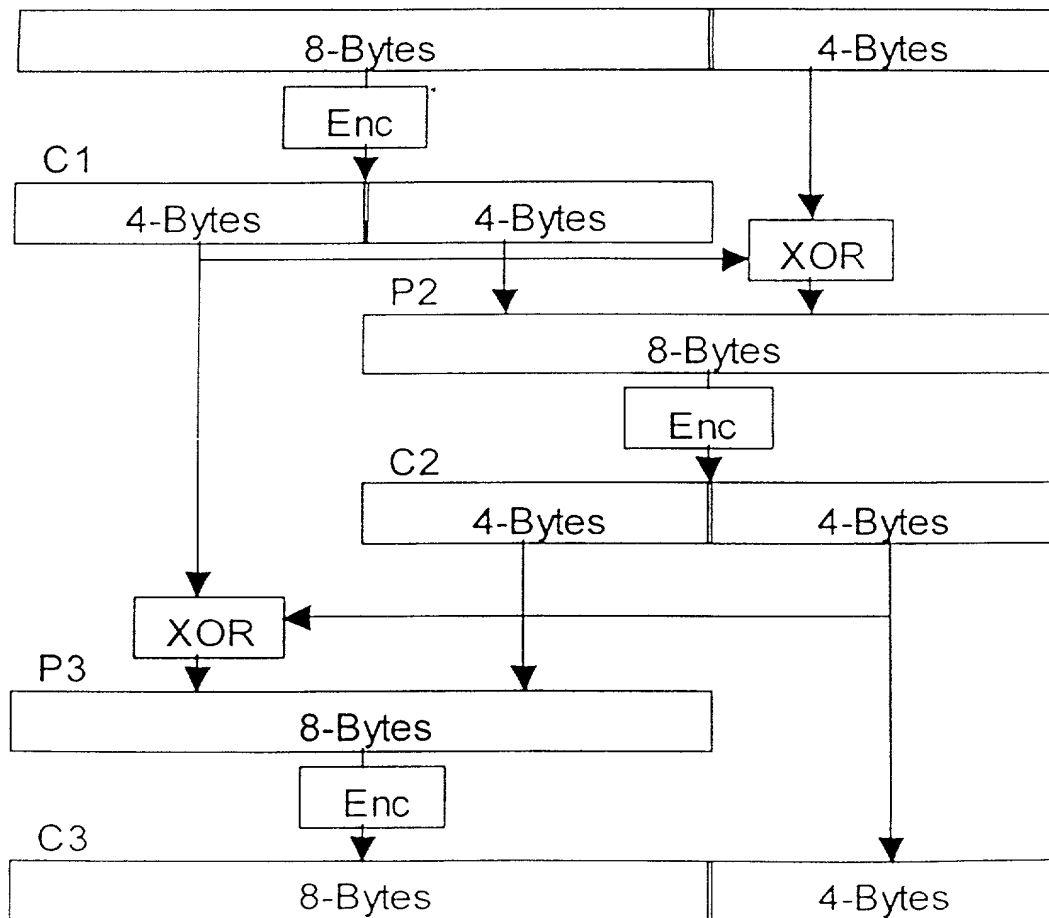 8-Bytes 4-Bytes
Enc
C1
4-Bytes 4-Bytes
XOR
P2
8-Bytes
Enc
C2
4-Bytes 4-Bytes
XOR
P3
8-Bytes
Enc
C3
8-Bytes 4-Bytes